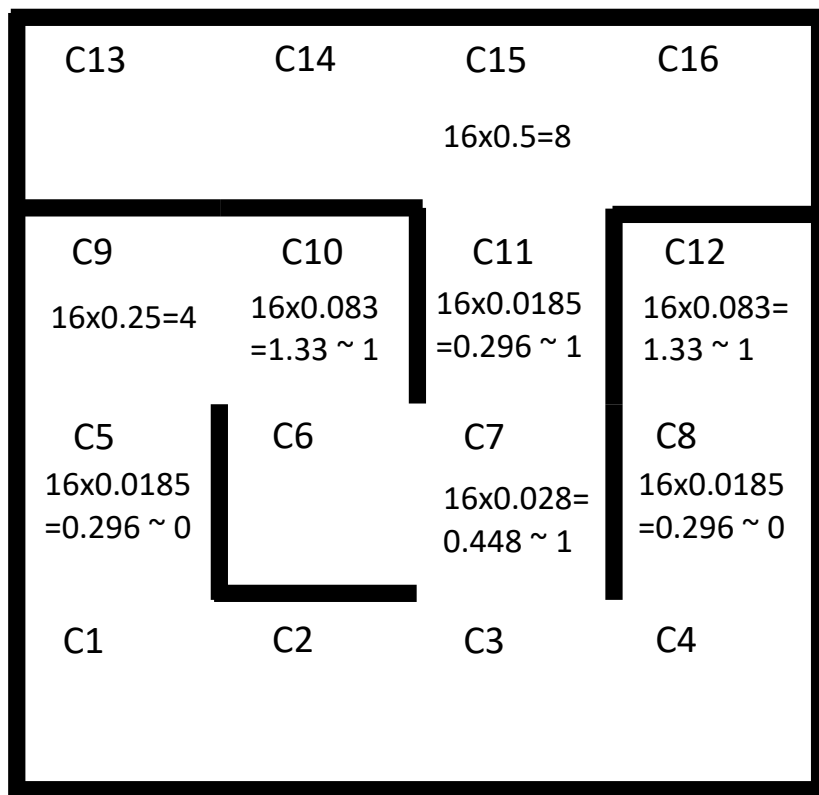 C13 C14 C15 C16
16x0.5=8
C9 C10 C11 C12
16x0.25=4 16x0.083 16x0.0185 16x0.083=
=1.33 ~ 1 =0.296 ~ 1 1.33 ~ 1
C5 C6 C7 C8
16x0.0185 16x0.028= 16x0.0185
=0.296 ~ 0 0.448 ~ 1 =0.296 ~ 0
C1 C2 C3 C4